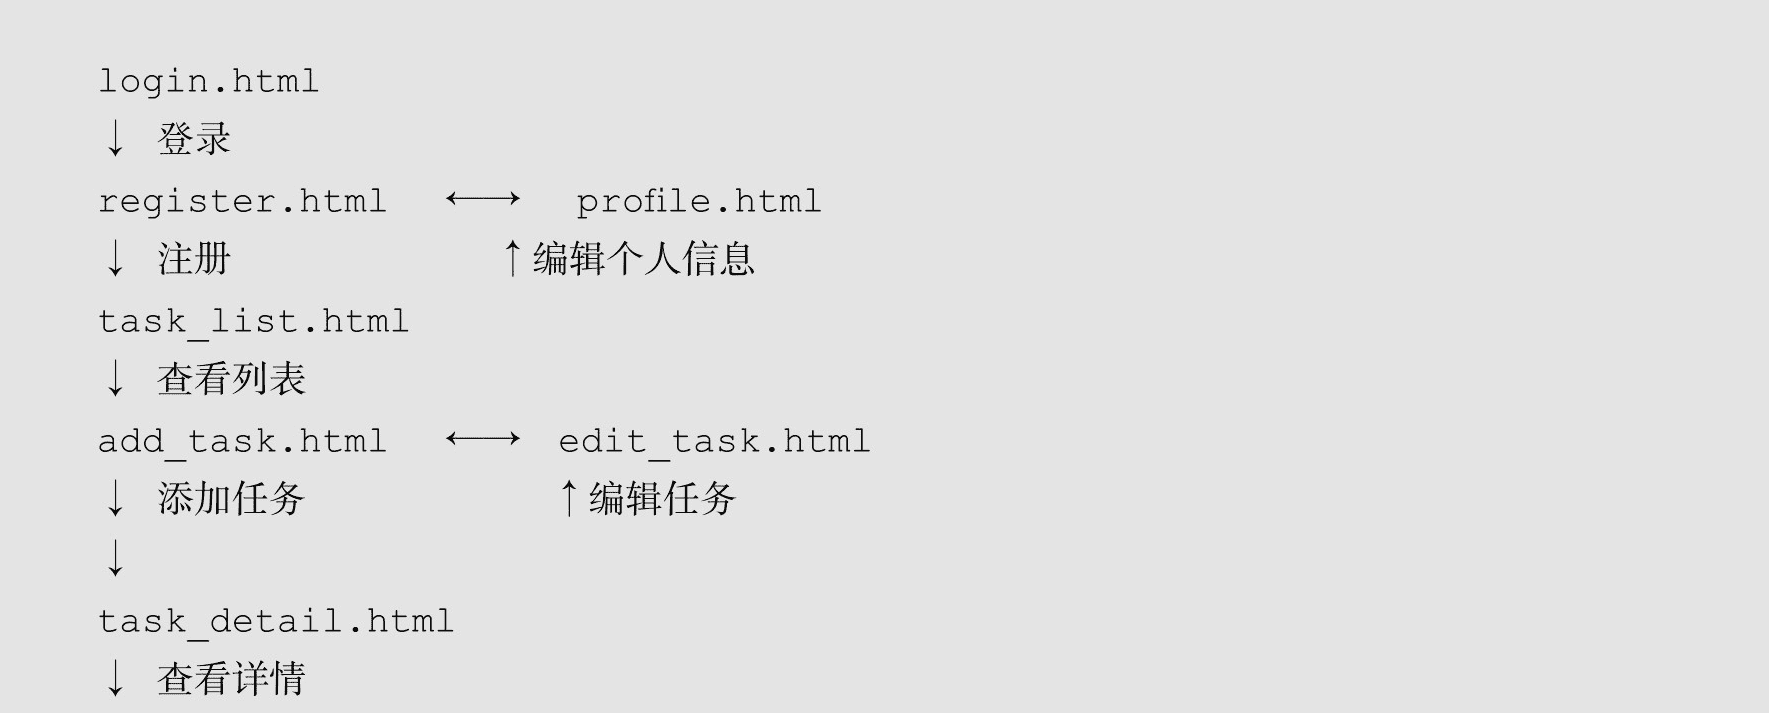 login.html
↓ 登录
register.html ←→ profile.html
↓ 注册 ↑编辑个人信息
task_list.html
↓ 查看列表
add_task.html ←→ edit_task.html
↓ 添加任务 ↑编辑任务
↓
task_detail.html
↓ 查看详情